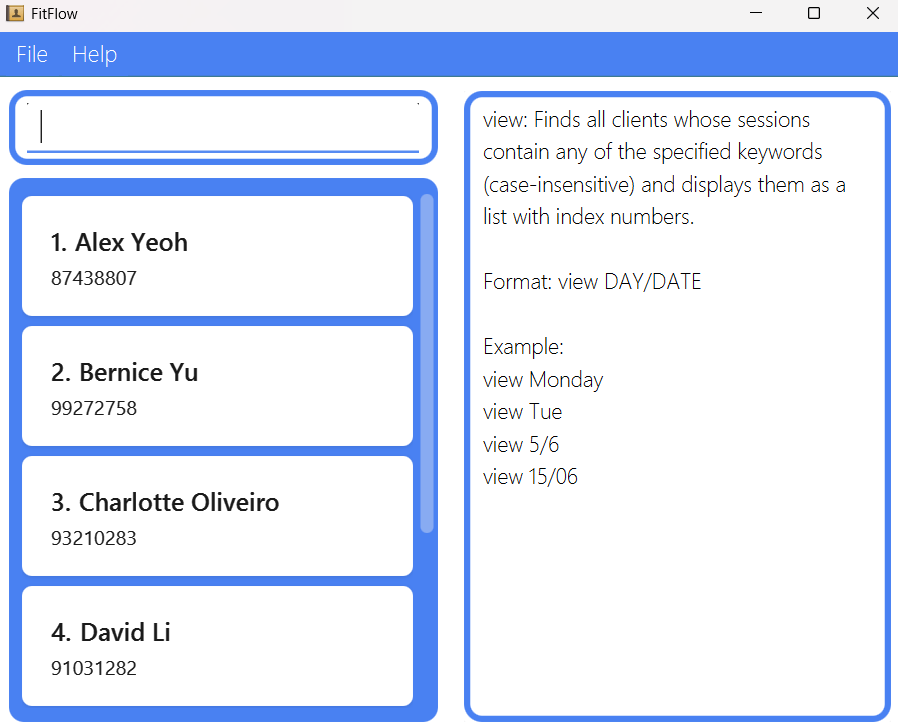 FitFlow
File Help
1. Alex Yeoh
87438807
2. Bernice Yu
99272758
3. Charlotte Oliveiro
93210283
4. David Li
91031282
view: Finds all clients whose sessions
contain any of the specified keywords
(case-insensitive) and displays them as a
list with index numbers.
Format: view DAY/DATE
Example:
view Monday
view Tue
view 5/6
view 15/06